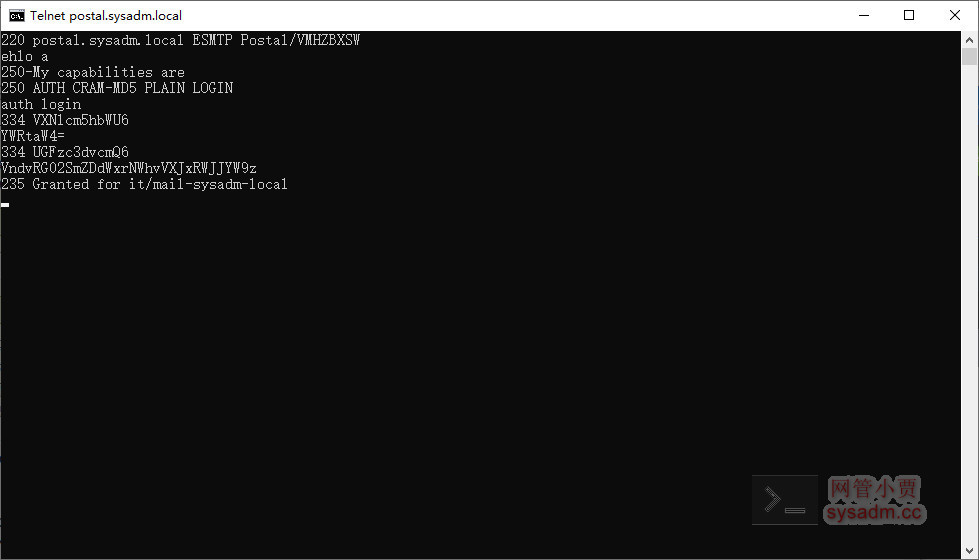 Telnet postal.sysadm.local
220 postal.sysadm.local ESMTP Postal/VMHZBXSW
ehlo a
250-My capabilities are
250 AUTH CRAM-MD5 PLAIN LOGIN
auth login
334 VXNlcm5hbWU6
YWRtaW4=
334 UGFzc3dvcmQ6
VndvRG02SmZDdWxrNWhvVXJxRWJJYW9z
235 Granted for it/mail-sysadm-local
网管小贾
sysadm.cc